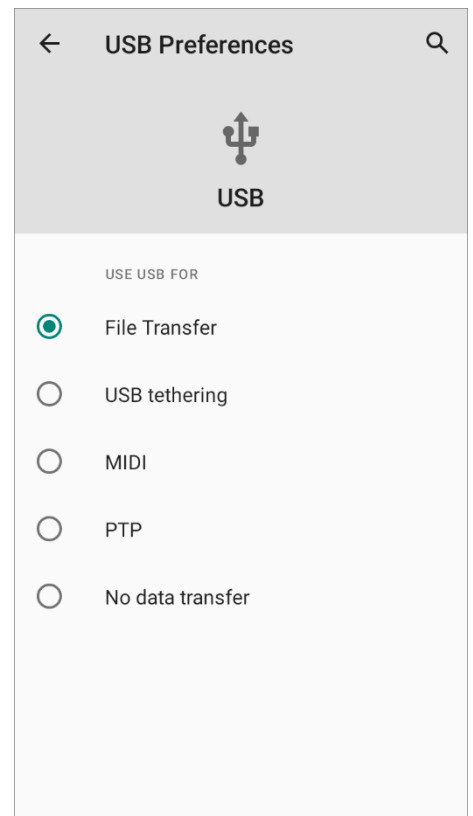 USB Preferences
USB
USE USB FOR
File Transfer
USB tethering
MIDI
PTP
No data transfer